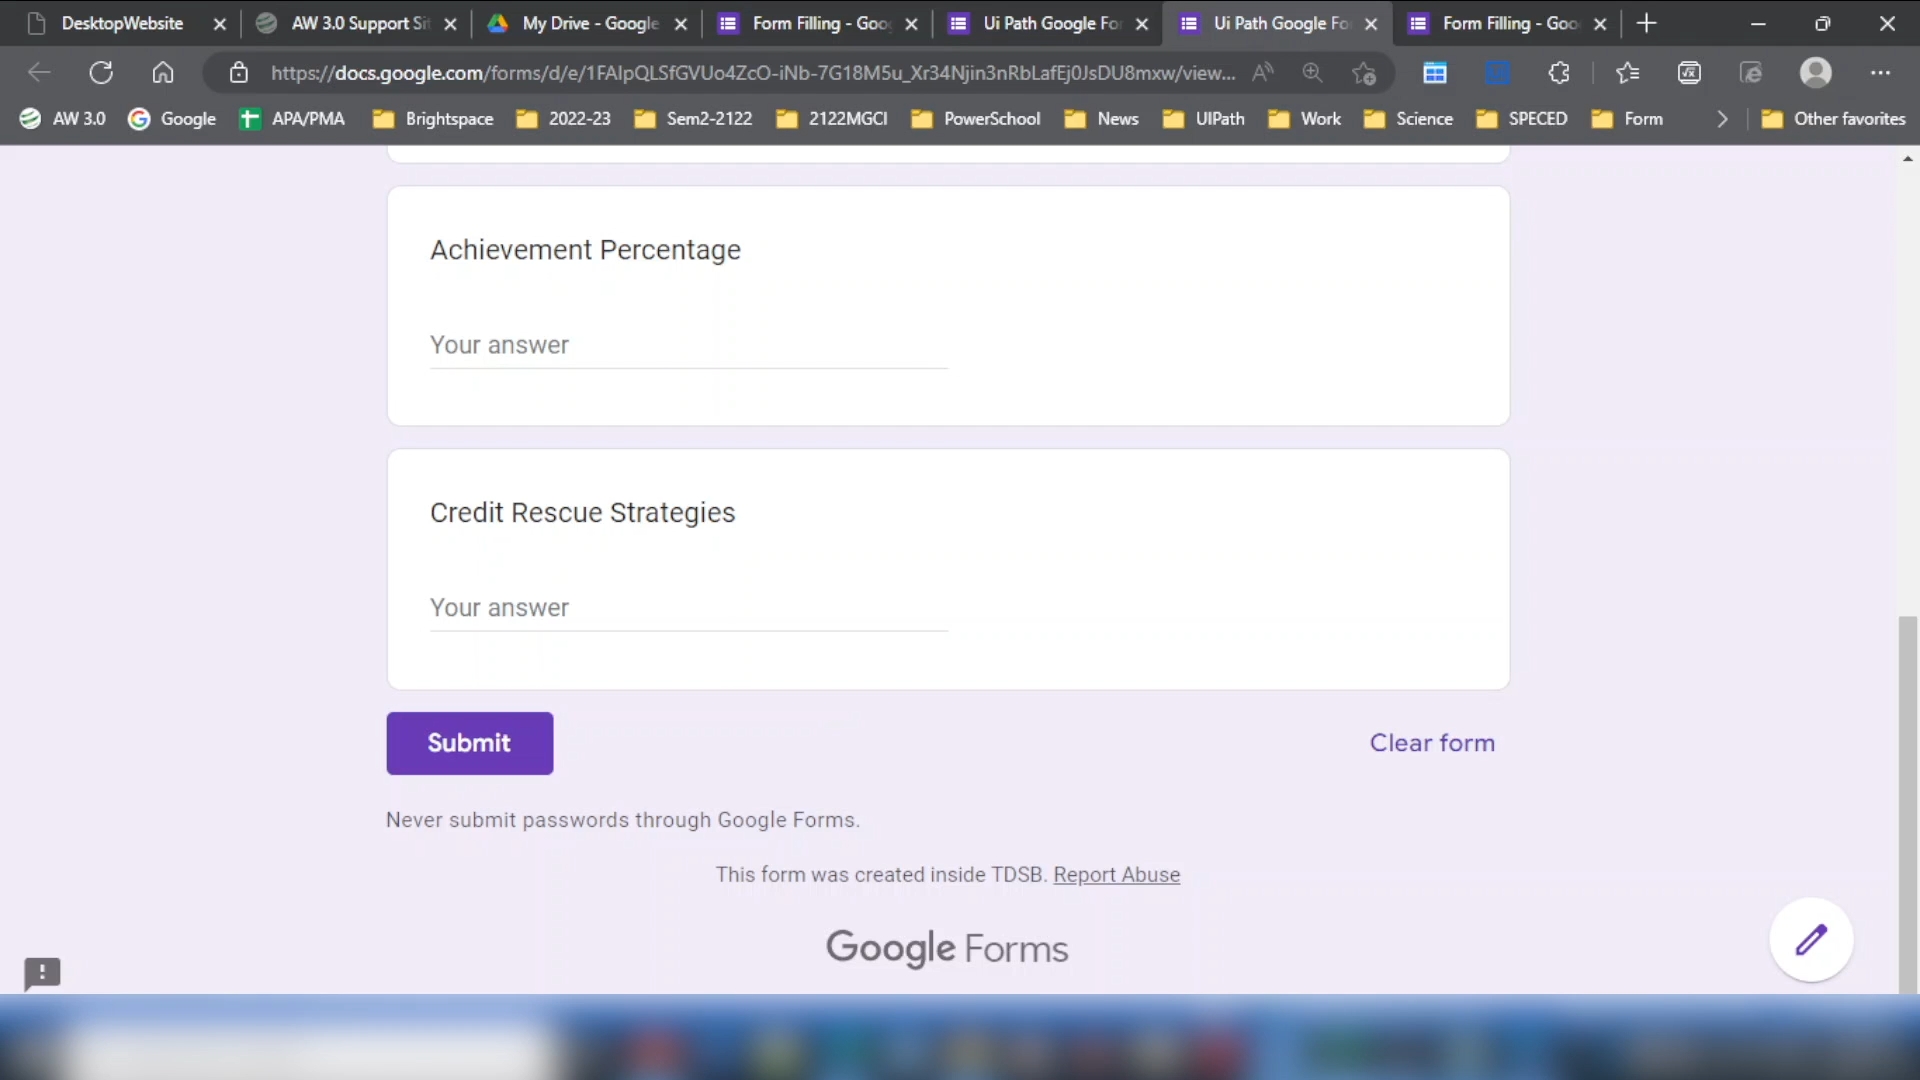 DesktopWebsite
AW 3.0 Support Sit
My Drive - Google
Form Filling - Goog
Ui Path Google For
Ui Path Google Fo
Form Filling - Goo
https://docs.google.com/forms/d/e/1FAIpQLSfGVUo4ZcO-iNb-7G18M5u_Xr34Njin3nRbLafEj0JsDU8mxw/view...
AW 3.0
Google
APA/PMA
Brightspace
2022-23
Sem2-2122
2122MGCI
PowerSchool
News
UIPath
Work
Science
SPECED
Form
Other favorites
Achievement Percentage
Your answer
Credit Rescue Strategies
Your answer
Submit
Clear form
Never submit passwords through Google Forms.
This form was created inside TDSB. Report Abuse
Google Forms